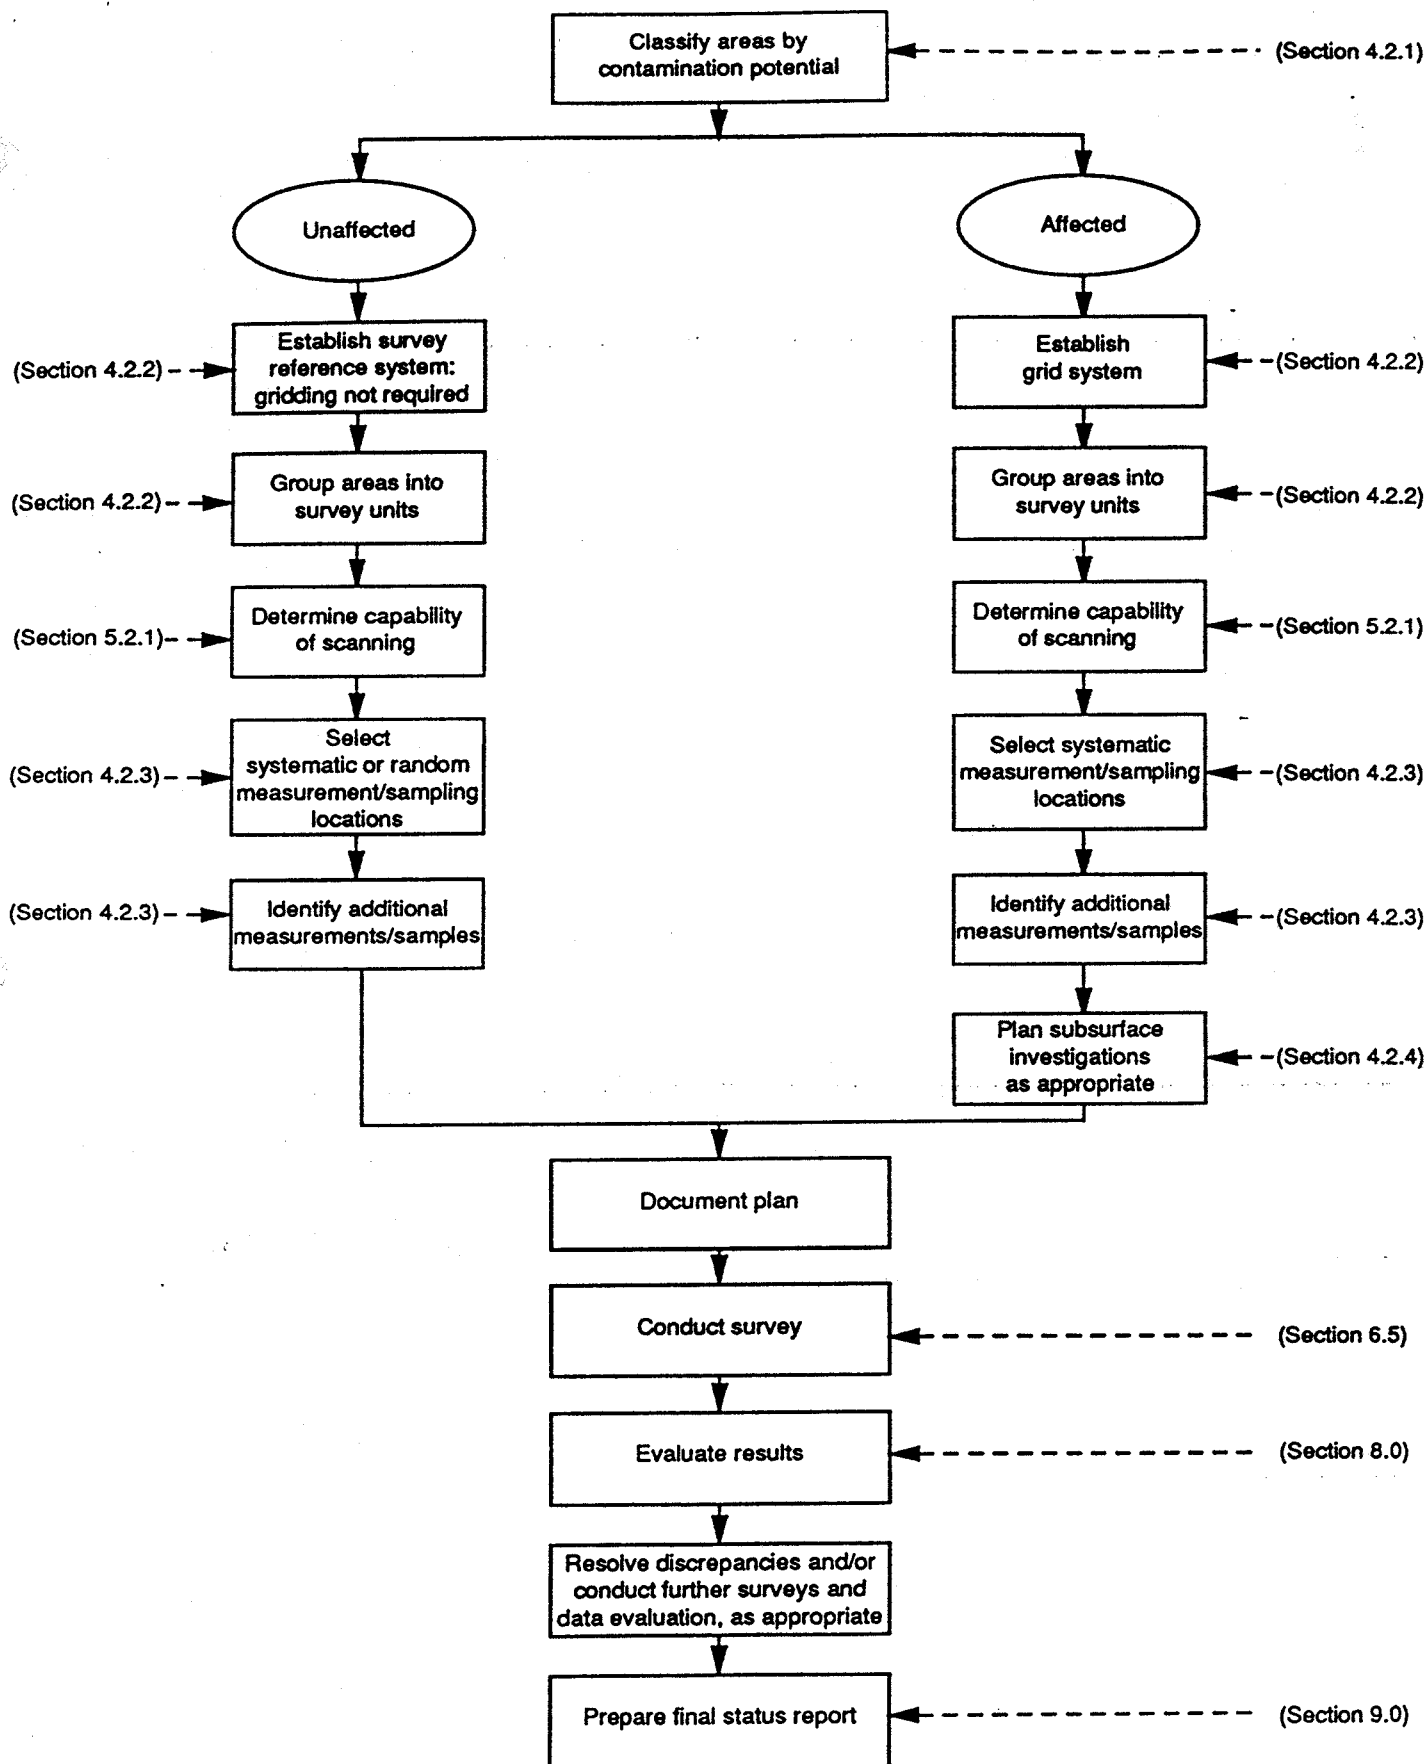 Classify areas by
contamination potential
(Section 4.2.1)
Unaffected
Affected
(Section 4.2.2)
Establish survey
reference system:
gridding not required
Establish
grid system
(Section 4.2.2)
(Section 4.2.2)
Group areas into
survey units
Group areas into
survey units
(Section 4.2.2)
(Section 5.2.1)
Determine capability
of scanning
Determine capability
of scanning
(Section 5.2.1)
(Section 4.2.3)
Select
systematic or random
measurement/sampling
locations
Select systematic
measurement/sampling
locations
(Section 4.2.3)
(Section 4.2.3)
Identify additional
measurements/samples
Identify additional
measurements/samples
(Section 4.2.3)
Plan subsurface
investigations
as appropriate
(Section 4.2.4)
Document plan
Conduct survey
(Section 6.5)
Evaluate results
(Section 8.0)
Resolve discrepancies and/or
conduct further surveys and
data evaluation, as appropriate
Prepare final status report
(Section 9.0)